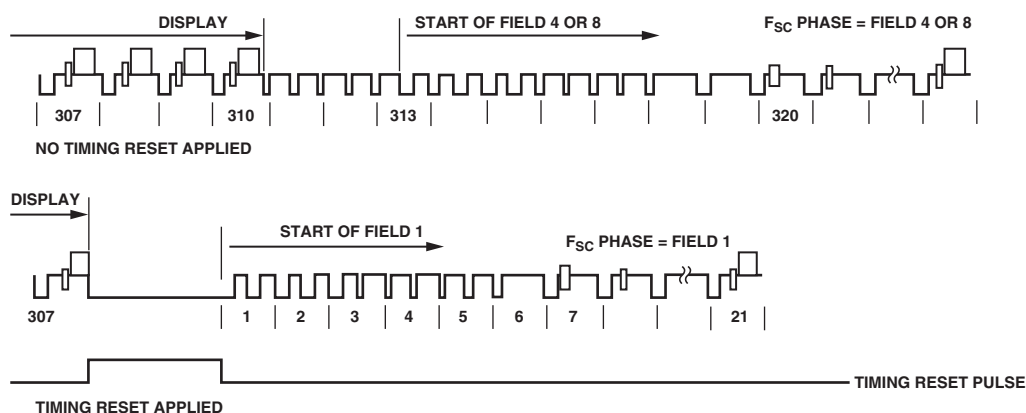 DISPLAY
START OF FIELD 4 OR 8
FSC PHASE = FIELD 4 OR 8
307 310 313 320
NO TIMING RESET APPLIED
DISPLAY
START OF FIELD 1
FSC PHASE = FIELD 1
307 1 2 3 4 5 6 7 21
TIMING RESET PULSE
TIMING RESET APPLIED